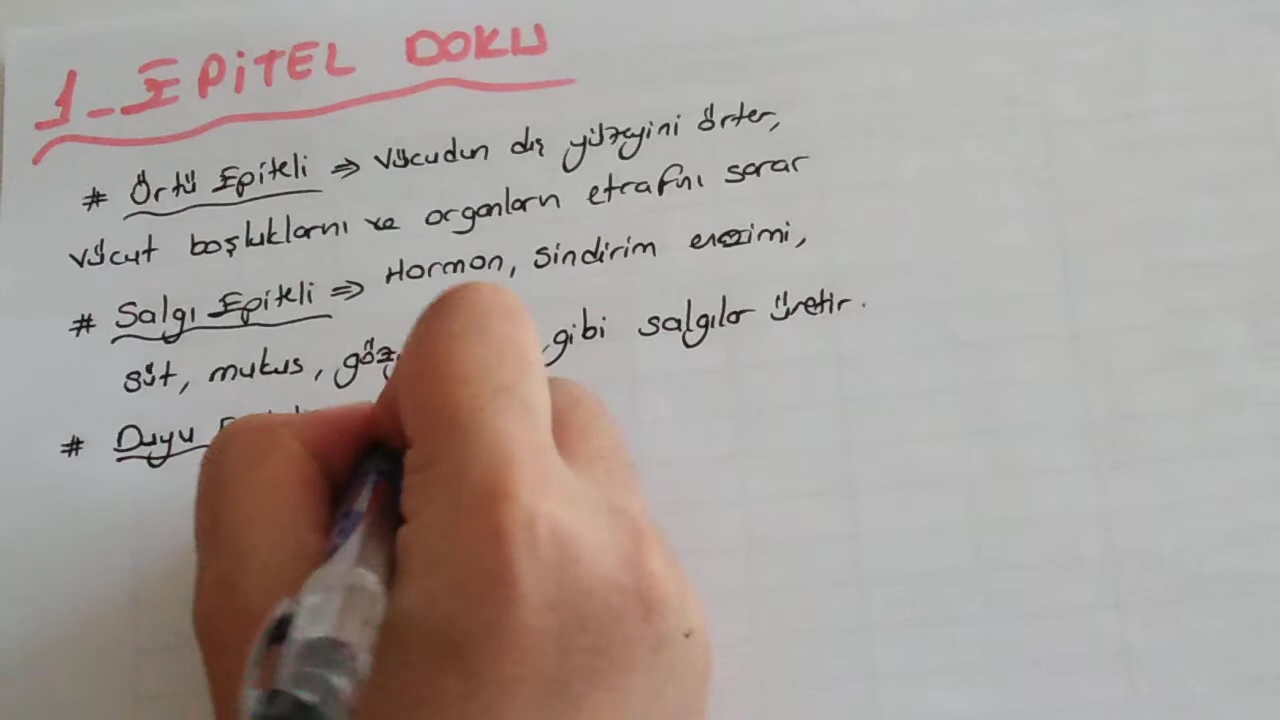 1- EPİTEL DOKU
# Örtü Epiteli ⇒ Vücudun dış yüzeyini örter,
vücut boşluklarını ve organların etrafını sarar
# Salgı Epiteli ⇒ Hormon, sindirim enzimi,
süt, mukus, gibi salgılar üretir.
# Duyu